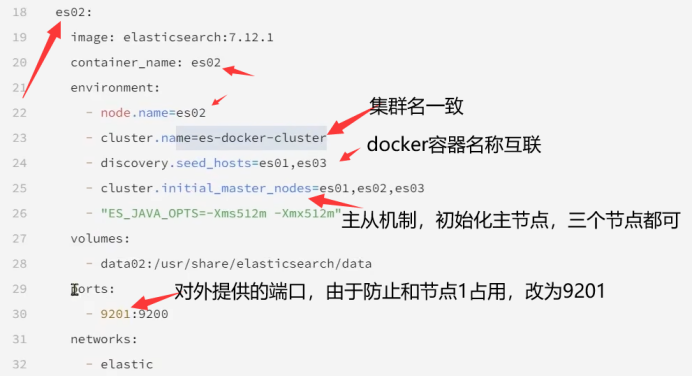 18 es02:
19 image: elasticsearch:7.12.1
20 container_name: es02
21 environment:
22 - node.name=es02
集群名一致
23 - cluster.name=es-docker-cluster
docker容器名称互联
24 - discovery.seed_hosts=es01,es03
25 - cluster.initial_master_nodes=es01,es02,es03
26 - "ES_JAVA_OPTS=-Xms512m -Xmx512m"
主从机制，初始化主节点，三个节点都可
27 volumes:
28 - data02:/usr/share/elasticsearch/data
29 ports:
对外提供的端口，由于防止和节点1占用，改为9201
30 - 9201:9200
31 networks:
32 - elastic